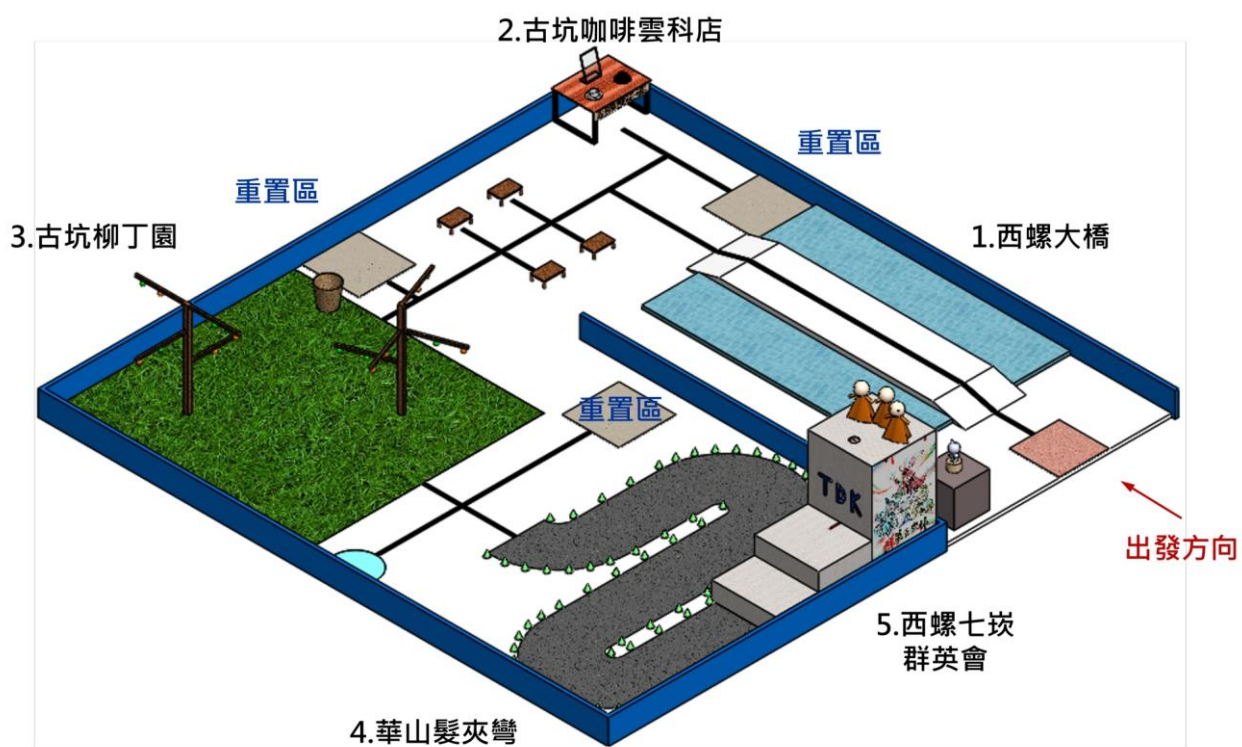 2.古坑咖啡雲科店
重置區
重置區
3.古坑柳丁園
1.西螺大橋
重置區
TDK
出發方向
5.西螺七崁
群英會
4.華山髮夾彎